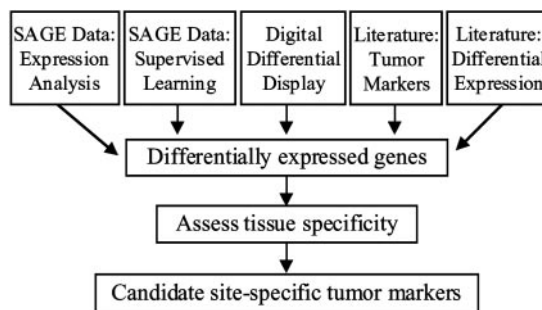 SAGE Data:
Expression
Analysis
SAGE Data:
Supervised
Learning
Digital
Differential
Display
Literature:
Tumor
Markers
Literature:
Differential
Expression
Differentially expressed genes
Assess tissue specificity
Candidate site-specific tumor markers